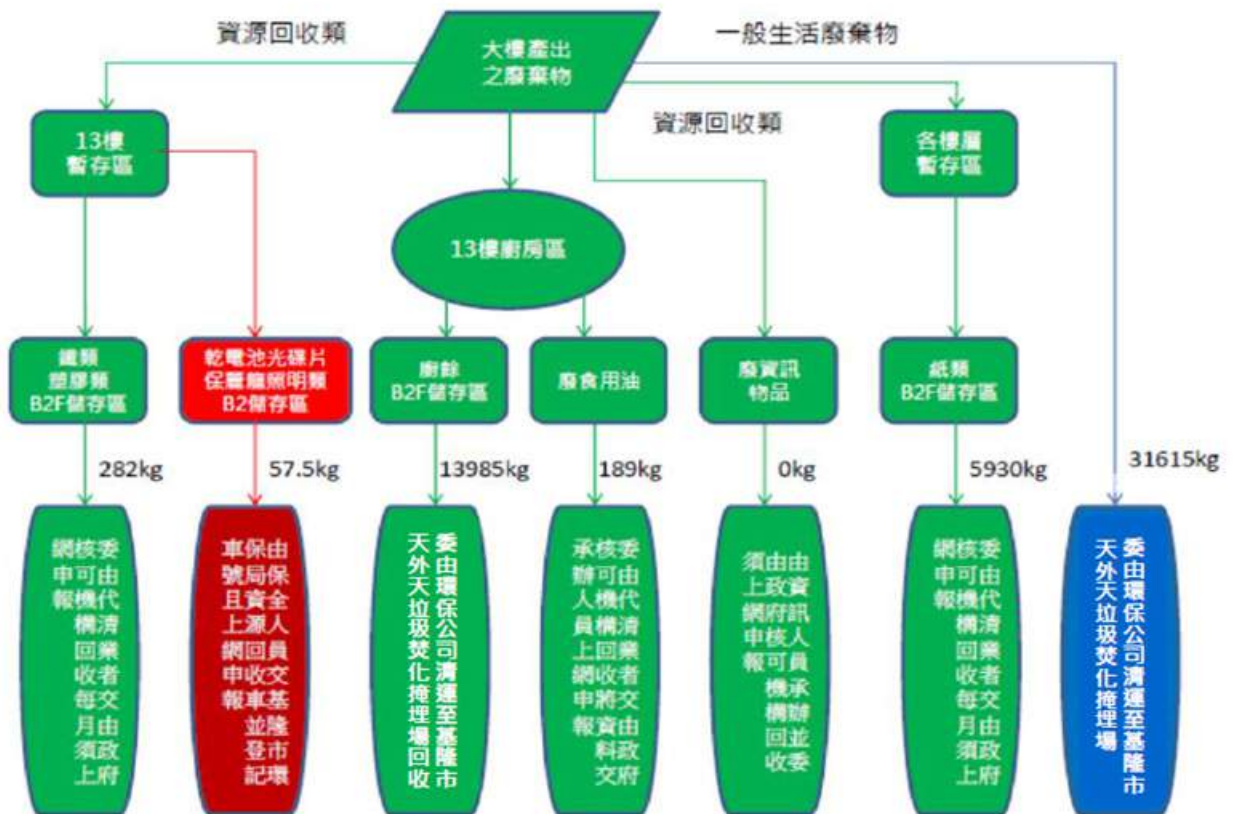 資源回收類
大樓產出
之廢棄物
一般生活廢棄物
資源回收類
13樓
暫存區
各樓層
暫存區
13樓廚房區
鐵類
塑膠類
B2F儲存區
乾電池光碟片
保麗龍照明類
B2儲存區
廚餘
B2F儲存區
廢食用油
廢資訊
物品
紙類
B2F儲存區
282kg
57.5kg
13985kg
189kg
0kg
5930kg
31615kg
委由代清業者交由政府
核可機構回收每月須上
網申報
由保全人員交基隆市環
保局資源回收車並登記
車號且上網申報
委由環保公司清運至基隆市
天外天垃圾焚化掩埋場回收
委由代清業者交由政府
核可機構回收將資料交
承辦人員上網申報
由資訊人員承辦並委
由政府核可機構回收
須上網申報
委由代清業者交由政府
核可機構回收每月須上
網申報
委由環保公司清運至基隆市
天外天垃圾焚化掩埋場